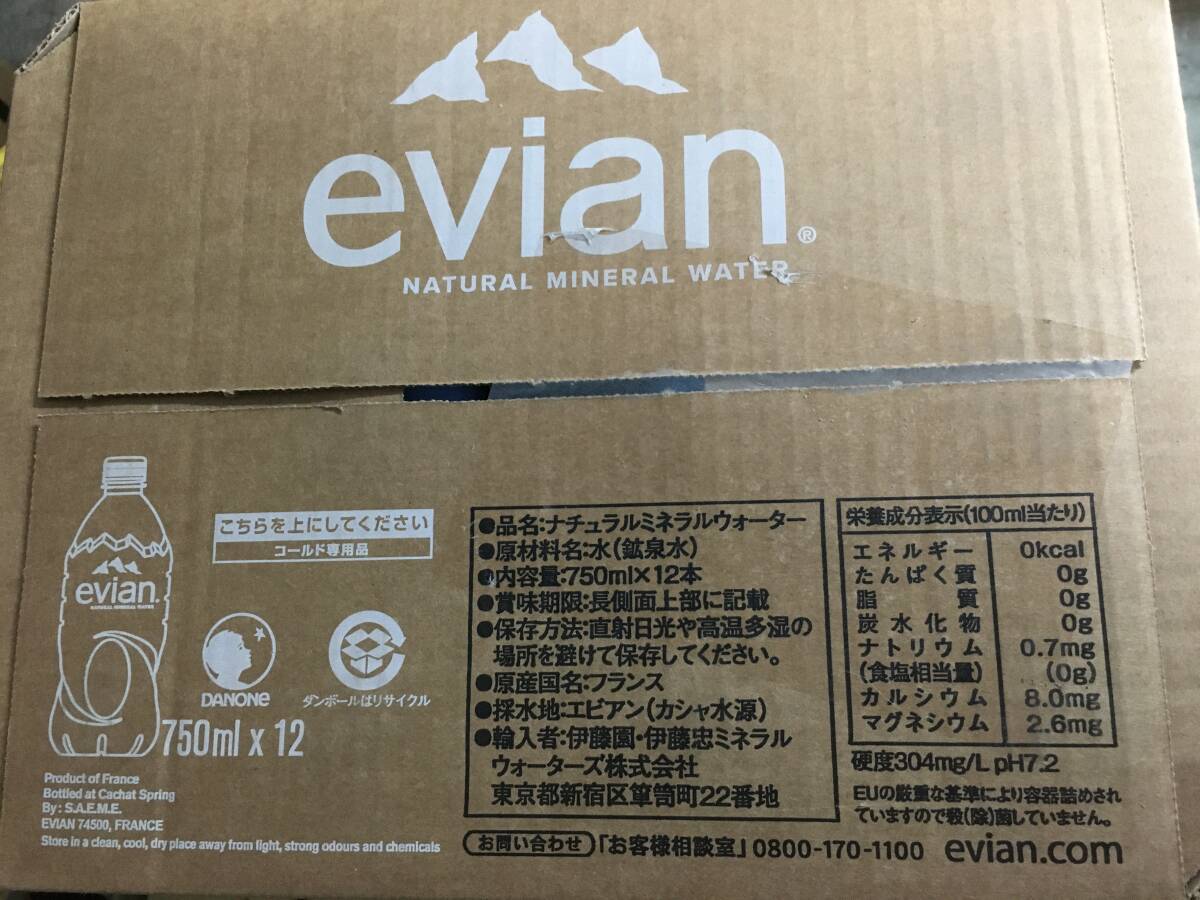 evian®
NATURAL MINERAL WATER
evian.
NATURAL MINERAL WATER
750ml x 12
こちらを上にしてください
コールド専用品
DANONE
ダンボールはリサイクル
Product of France
Bottled at Cachat Spring
By : S.A.E.M.E.
EVIAN 74500, FRANCE
Store in a clean, cool, dry place away from light, strong odours and chemicals
●品名:ナチュラルミネラルウォーター
●原材料名:水(鉱泉水)
●内容量:750ml×12本
●賞味期限:長側面上部に記載
●保存方法:直射日光や高温多湿の
場所を避けて保存してください。
●原産国名:フランス
●採水地:エビアン(カシャ水源)
●輸入者:伊藤園・伊藤忠ミネラル
ウォーターズ株式会社
東京都新宿区箪笥町22番地
栄養成分表示(100ml当たり)
エネルギー 0kcal
たんぱく質 0g
脂質 0g
炭水化物 0g
ナトリウム 0.7mg
(食塩相当量) (0g)
カルシウム 8.0mg
マグネシウム 2.6mg
硬度304mg/L pH7.2
EUの厳重な基準により容器詰めされ
ていますので殺(除)菌していません。
お問い合わせ 「お客様相談室」0800-170-1100 evian.com